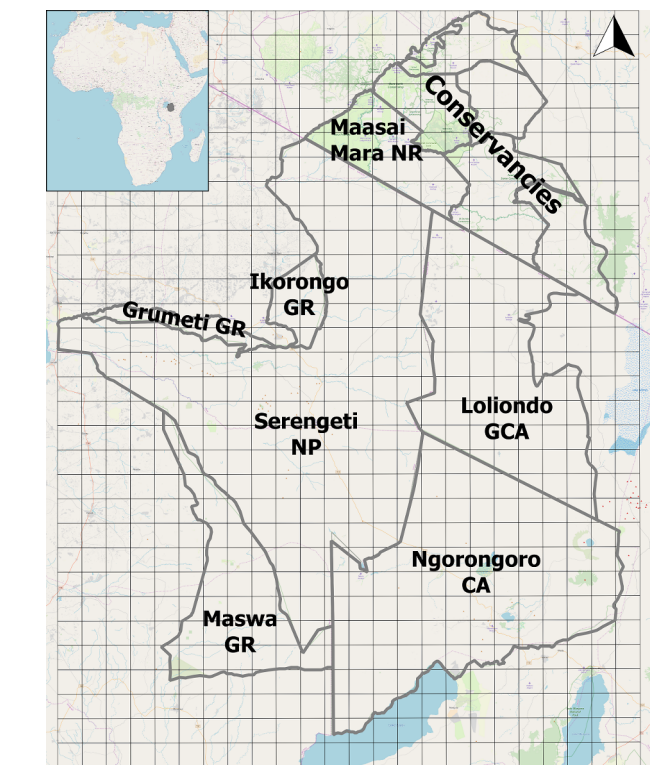 Maasai
Mara NR
Conservancies
Ikorongo
GR
Grumeti GR
Serengeti
NP
Loliondo
GCA
Ngorongoro
CA
Maswa
GR